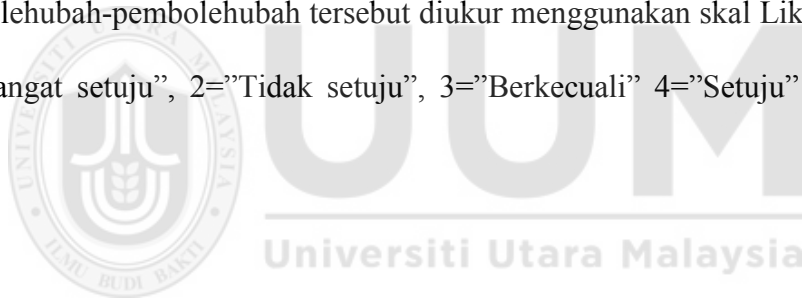 lehubah-pembolehubah tersebut diukur menggunakan skal Lik
angat setuju”, 2=”Tidak setuju”, 3=”Berkecuali” 4=”Setuju”
UUM
Universiti Utara Malaysia
UNIVERSITI UTARA MALAYSIA
ILMU BUDI BAKTI